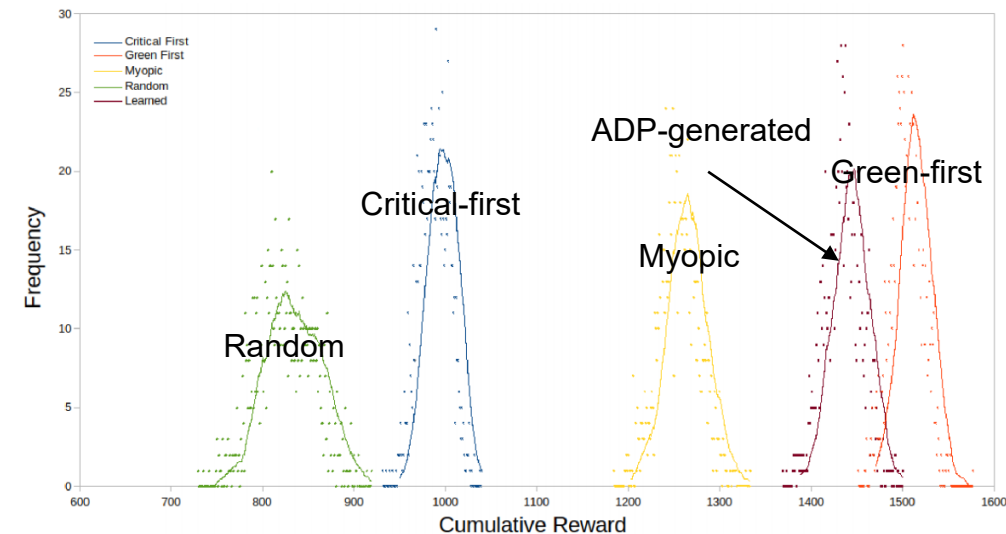 30
25
20
15
10
5
0
Frequency
Critical First
Green First
Myopic
Random
Learned
ADP-generated
Green-first
Critical-first
Myopic
Random
600 700 800 900 1000 1100 1200 1300 1400 1500 1600
Cumulative Reward